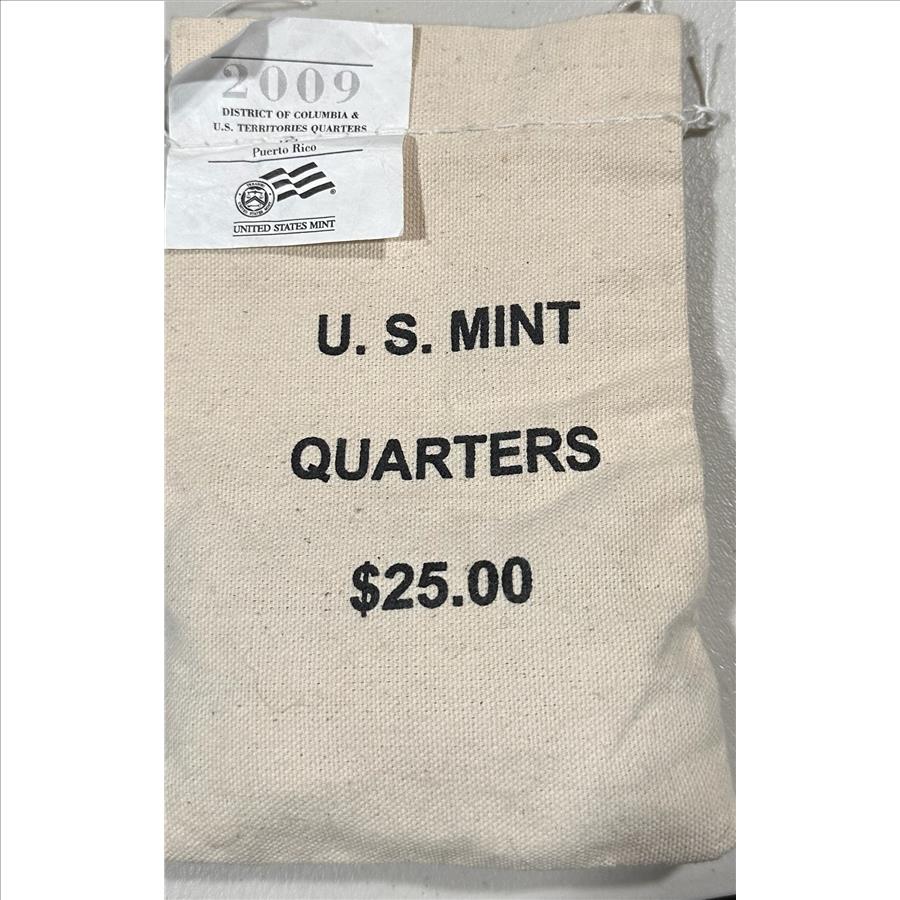 2009
DISTRICT OF COLUMBIA &
U.S. TERRITORIES QUARTERS
Puerto Rico
UNITED STATES MINT
U. S. MINT
QUARTERS
$25.00